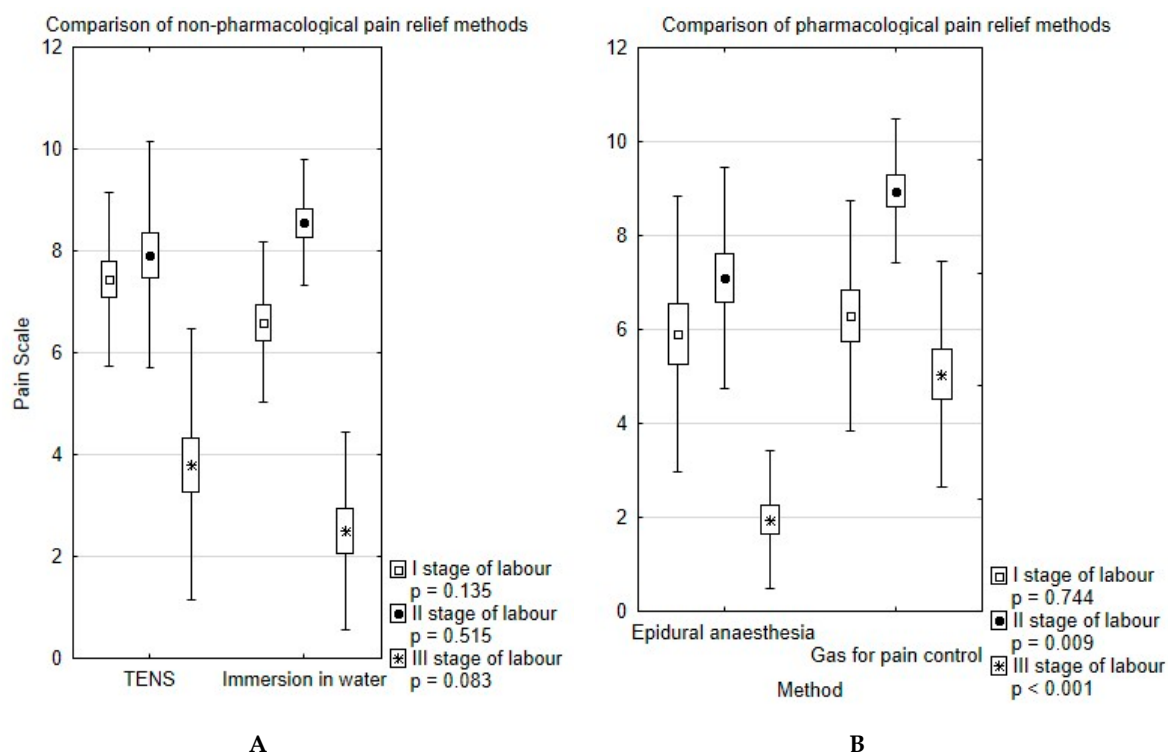 Comparison of non-pharmacological pain relief methods
12
10
8
6
4
2
0
Pain Scale
TENS
Immersion in water
I stage of labour
p = 0.135
II stage of labour
p = 0.515
III stage of labour
p = 0.083
A
Comparison of pharmacological pain relief methods
12
10
8
6
4
2
0
Epidural anaesthesia
Gas for pain control
Method
I stage of labour
p = 0.744
II stage of labour
p = 0.009
III stage of labour
p < 0.001
B